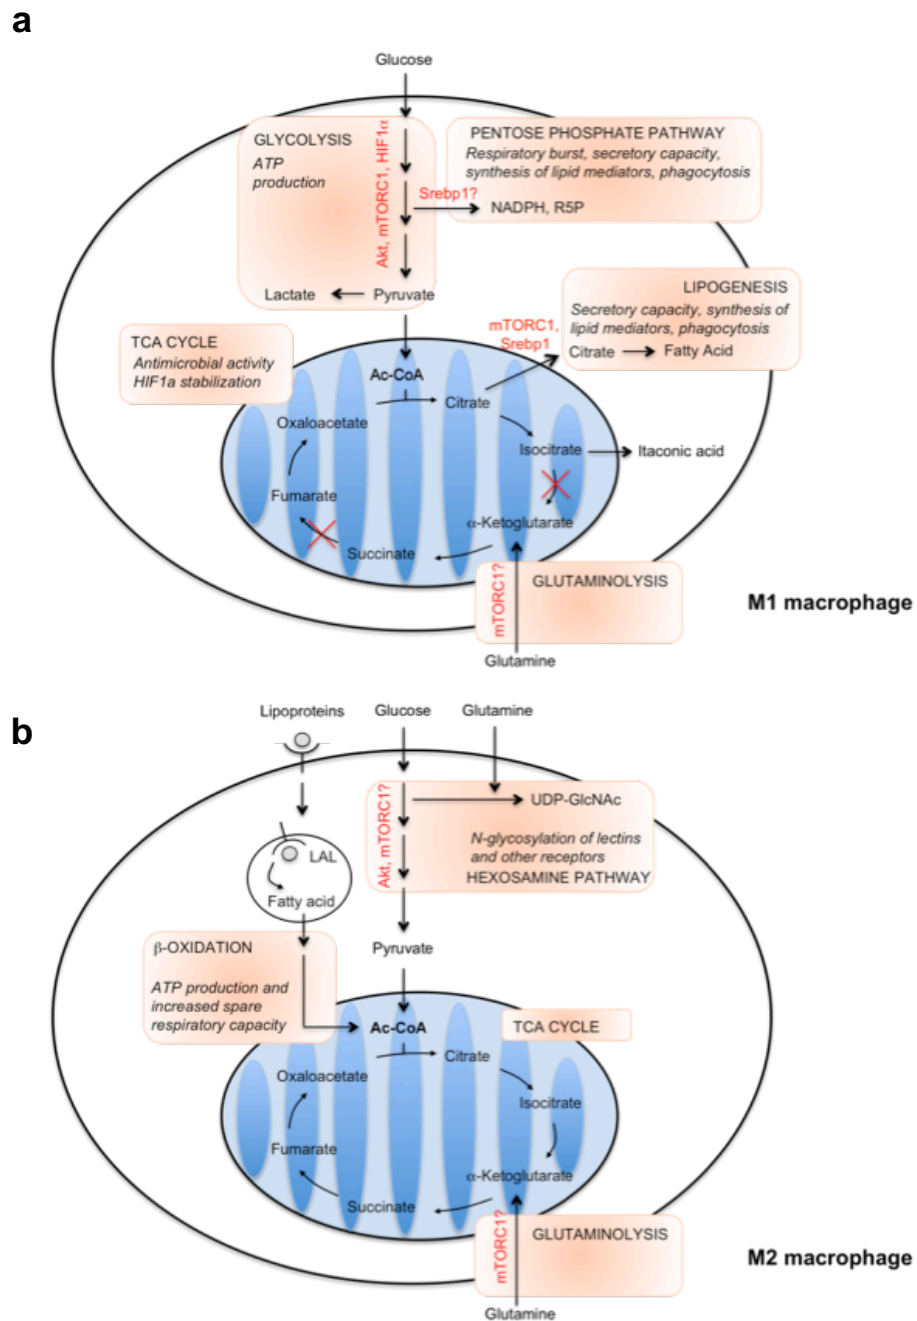 a
Glucose
GLYCOLYSIS
ATP
production
Akt, mTORC1, HIF1α
PENTOSE PHOSPHATE PATHWAY
Respiratory burst, secretory capacity,
synthesis of lipid mediators, phagocytosis
Srebp1?
NADPH, R5P
Lactate
Pyruvate
LIPOGENESIS
Secretory capacity, synthesis of
lipid mediators, phagocytosis
mTORC1,
Srebp1
Citrate
Fatty Acid
TCA CYCLE
Antimicrobial activity
HIF1a stabilization
Ac-CoA
Citrate
Oxaloacetate
Isocitrate
Itaconic acid
Fumarate
α-Ketoglutarate
Succinate
mTORC1?
GLUTAMINOLYSIS
M1 macrophage
Glutamine
b
Lipoproteins
Glucose
Glutamine
Akt, mTORC1?
UDP-GlcNAc
N-glycosylation of lectins
and other receptors
HEXOSAMINE PATHWAY
LAL
Fatty acid
Pyruvate
β-OXIDATION
ATP production and
increased spare
respiratory capacity
Ac-CoA
TCA CYCLE
Citrate
Oxaloacetate
Isocitrate
Fumarate
α-Ketoglutarate
Succinate
mTORC1?
GLUTAMINOLYSIS
M2 macrophage
Glutamine